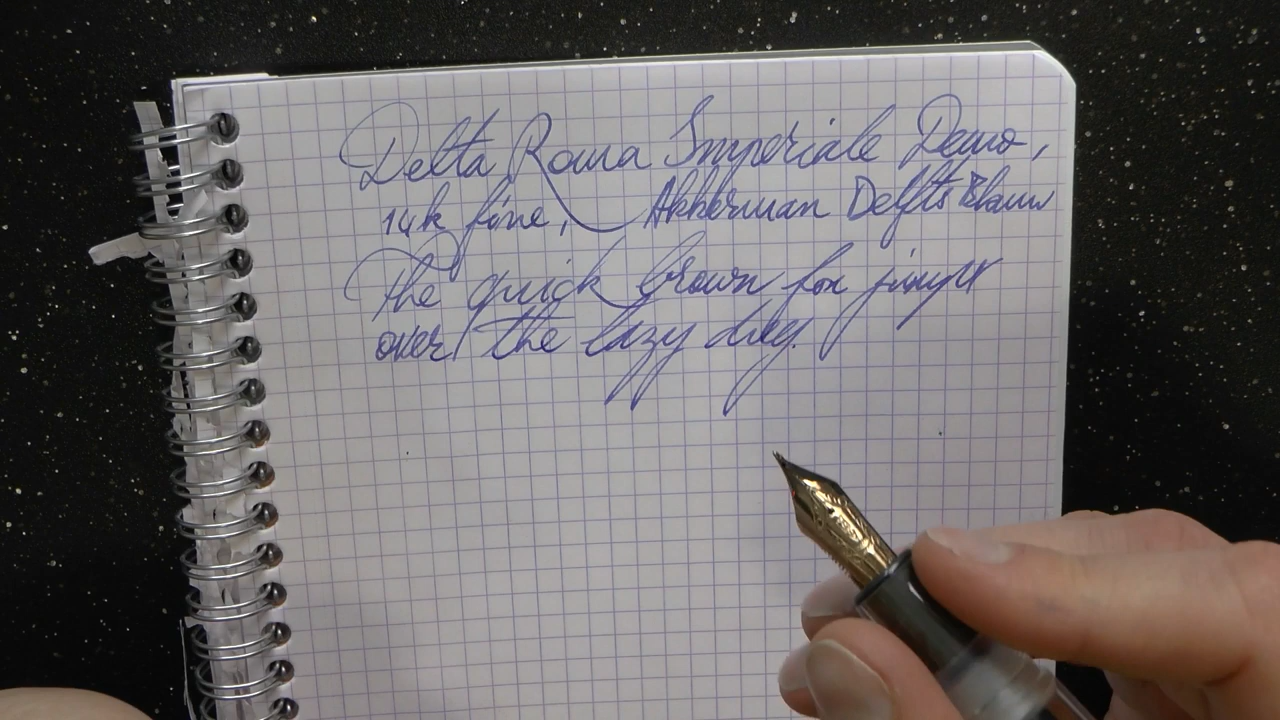 Delta Roma Imperiale Demo,
14k fine, Akkerman Delfts Blauw
The quick brown fox jumps
over the lazy dog.